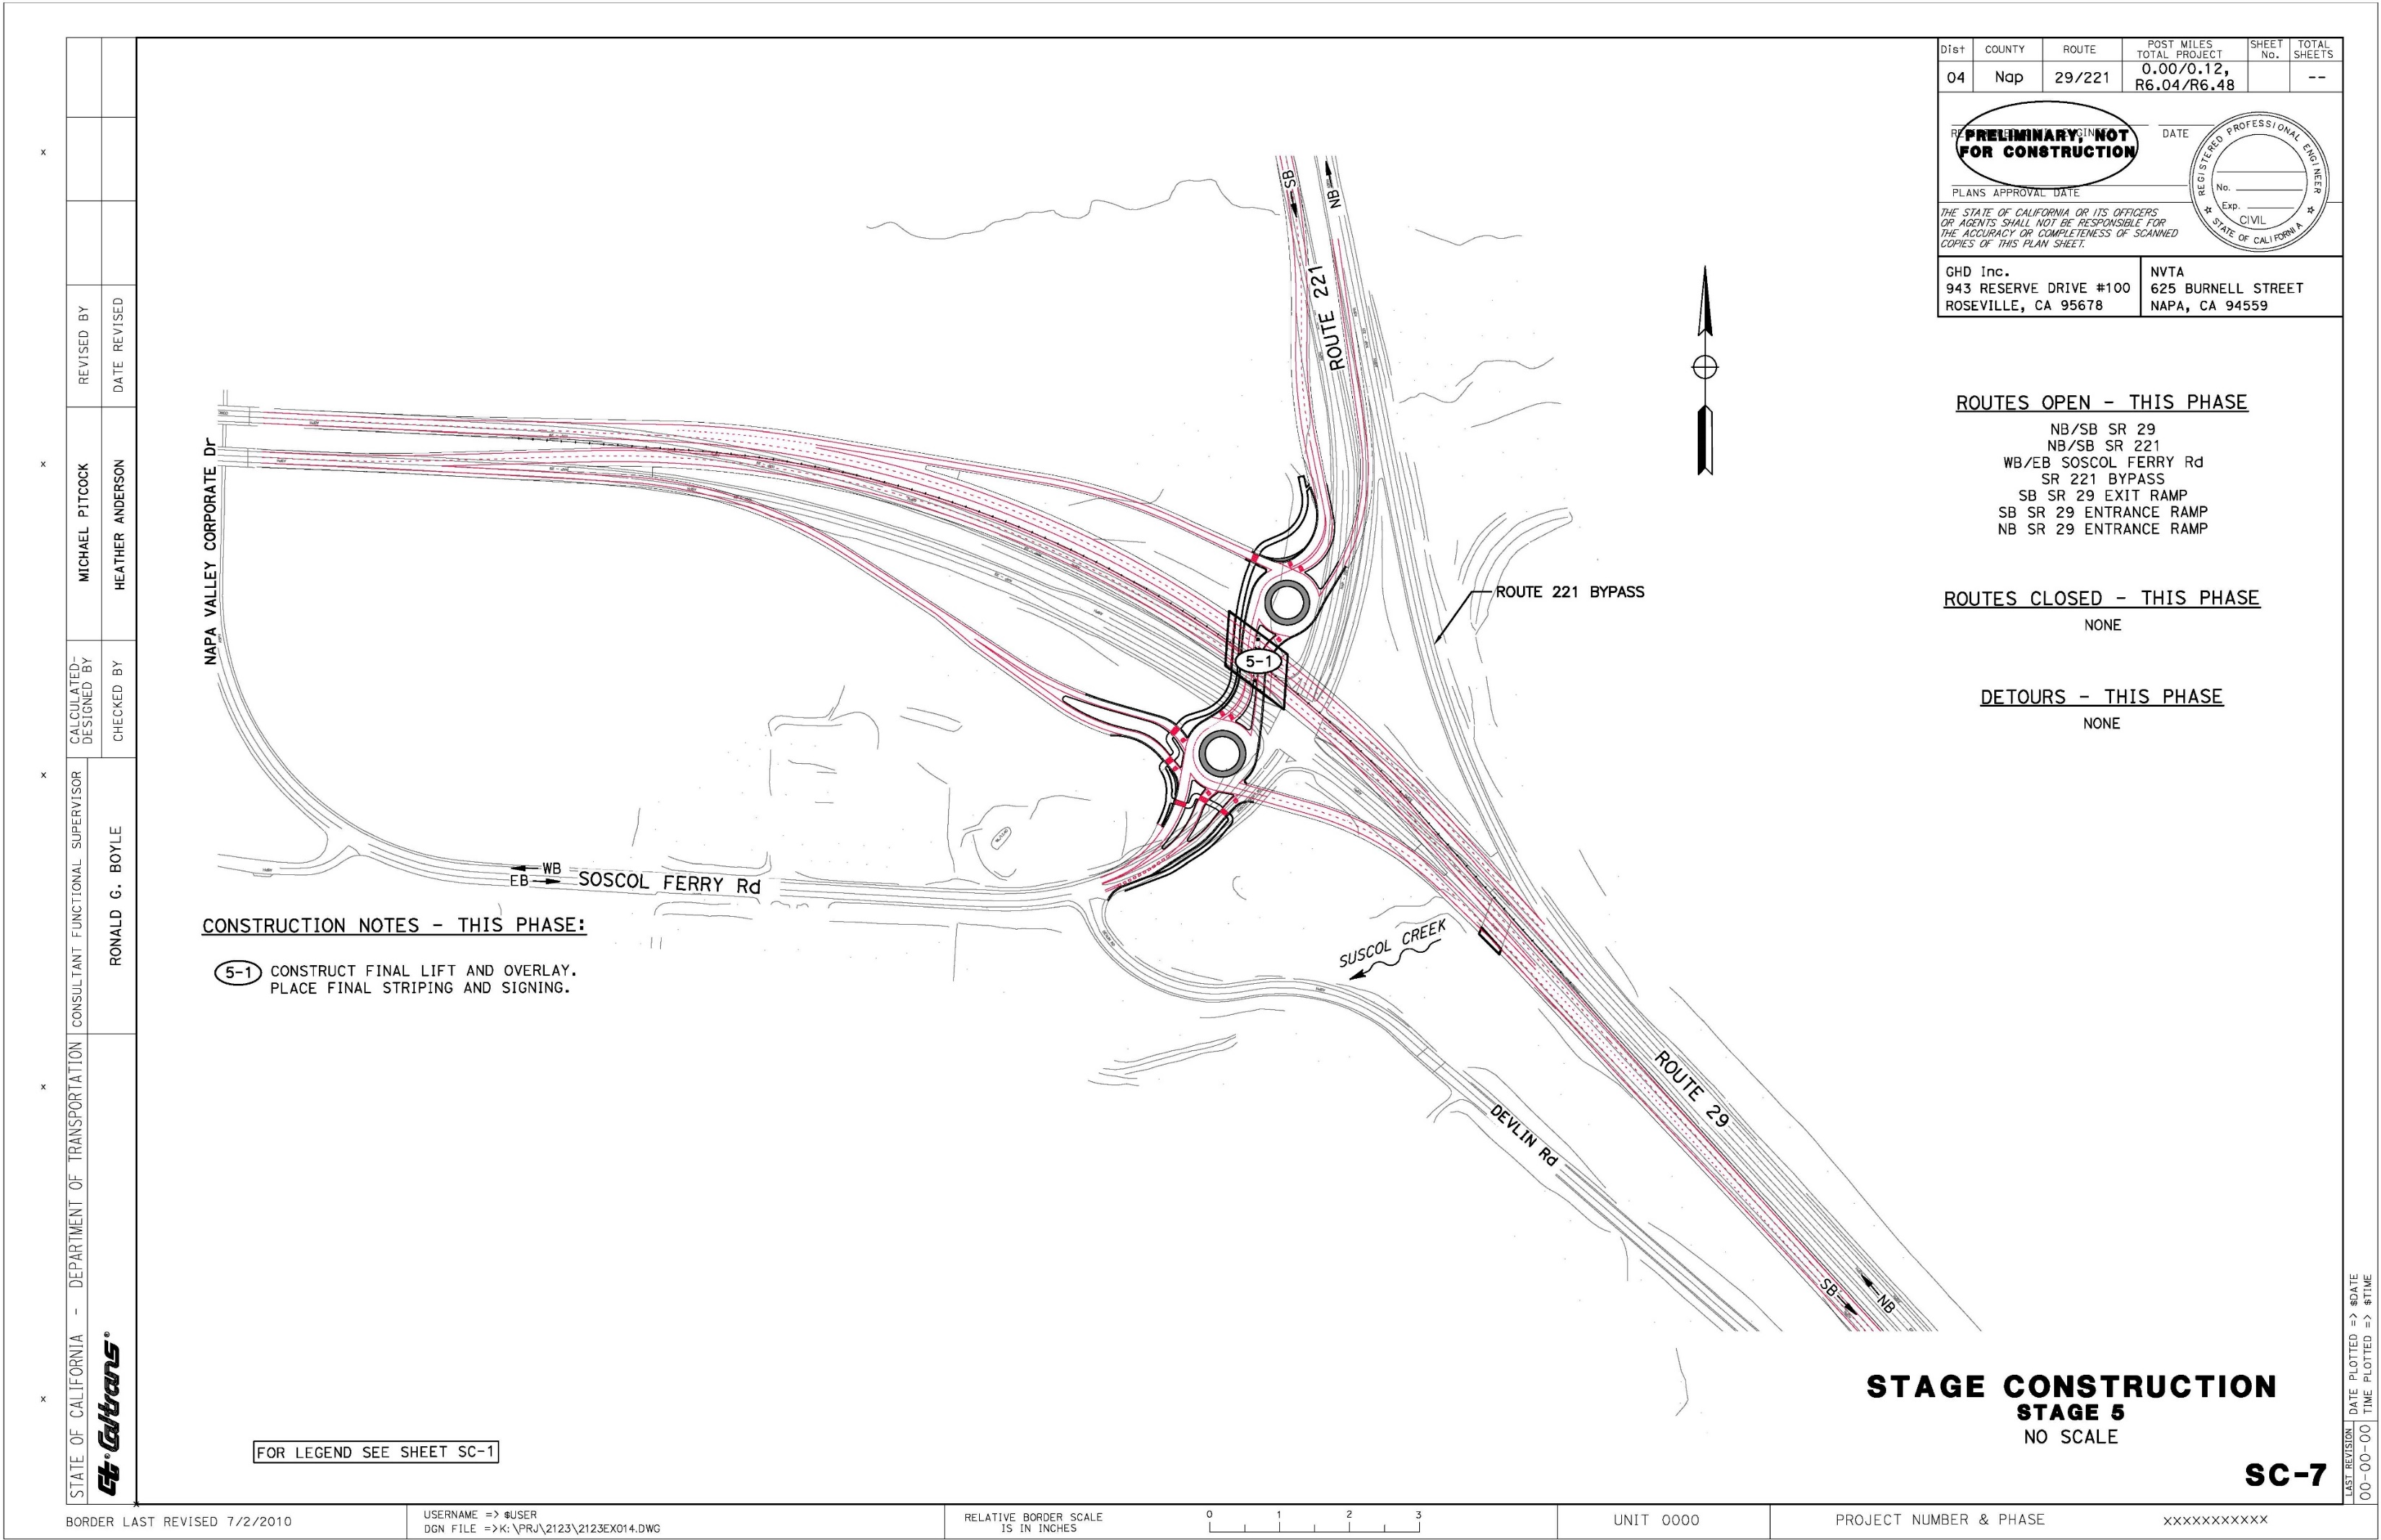 Dist COUNTY ROUTE POST MILES TOTAL PROJECT SHEET No. TOTAL SHEETS
04 Nap 29/221 0.00/0.12, R6.04/R6.48 --
PRELIMINARY, NOT
FOR CONSTRUCTION
DATE
PLANS APPROVAL DATE
REGISTERED PROFESSIONAL ENGINEER
No.
Exp.
CIVIL
STATE OF CALIFORNIA
THE STATE OF CALIFORNIA OR ITS OFFICERS
OR AGENTS SHALL NOT BE RESPONSIBLE FOR
THE ACCURACY OR COMPLETENESS OF SCANNED
COPIES OF THIS PLAN SHEET.
GHD Inc.
943 RESERVE DRIVE #100
ROSEVILLE, CA 95678
NVTA
625 BURNELL STREET
NAPA, CA 94559
ROUTES OPEN - THIS PHASE
NB/SB SR 29
NB/SB SR 221
WB/EB SOSCOL FERRY Rd
SR 221 BYPASS
SB SR 29 EXIT RAMP
SB SR 29 ENTRANCE RAMP
NB SR 29 ENTRANCE RAMP
ROUTES CLOSED - THIS PHASE
NONE
DETOURS - THIS PHASE
NONE
SB
NB
ROUTE 221
NAPA VALLEY CORPORATE Dr
ROUTE 221 BYPASS
5-1
WB
EB
SOSCOL FERRY Rd
SUSCOL CREEK
ROUTE 29
DEVLIN Rd
SB
NB
CONSTRUCTION NOTES - THIS PHASE:
5-1 CONSTRUCT FINAL LIFT AND OVERLAY.
PLACE FINAL STRIPING AND SIGNING.
FOR LEGEND SEE SHEET SC-1
STAGE CONSTRUCTION
STAGE 5
NO SCALE
SC-7
REVISED BY
DATE REVISED
MICHAEL PITCOCK
HEATHER ANDERSON
CALCULATED-
DESIGNED BY
CHECKED BY
CONSULTANT FUNCTIONAL SUPERVISOR
RONALD G. BOYLE
STATE OF CALIFORNIA - DEPARTMENT OF TRANSPORTATION
Caltrans
x
x
x
x
x
LAST REVISION
00-00-00
DATE PLOTTED => $DATE
TIME PLOTTED => $TIME
BORDER LAST REVISED 7/2/2010
USERNAME => $USER
DGN FILE =>K:\PRJ\2123\2123EX014.DWG
RELATIVE BORDER SCALE
IS IN INCHES
0 1 2 3
UNIT 0000
PROJECT NUMBER & PHASE
XXXXXXXXXXX